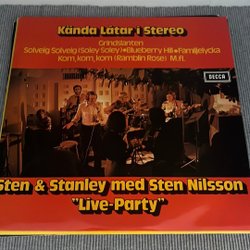 Kända Låtar i Stereo
Grindslanten
Solveig Solveig (Soley Soley)•Blueberry Hill•Familjelycka
Kom, kom, kom (Ramblin Rose) M.fl.
DECCA
Sten & Stanley med Sten Nilsson
"Live-Party"